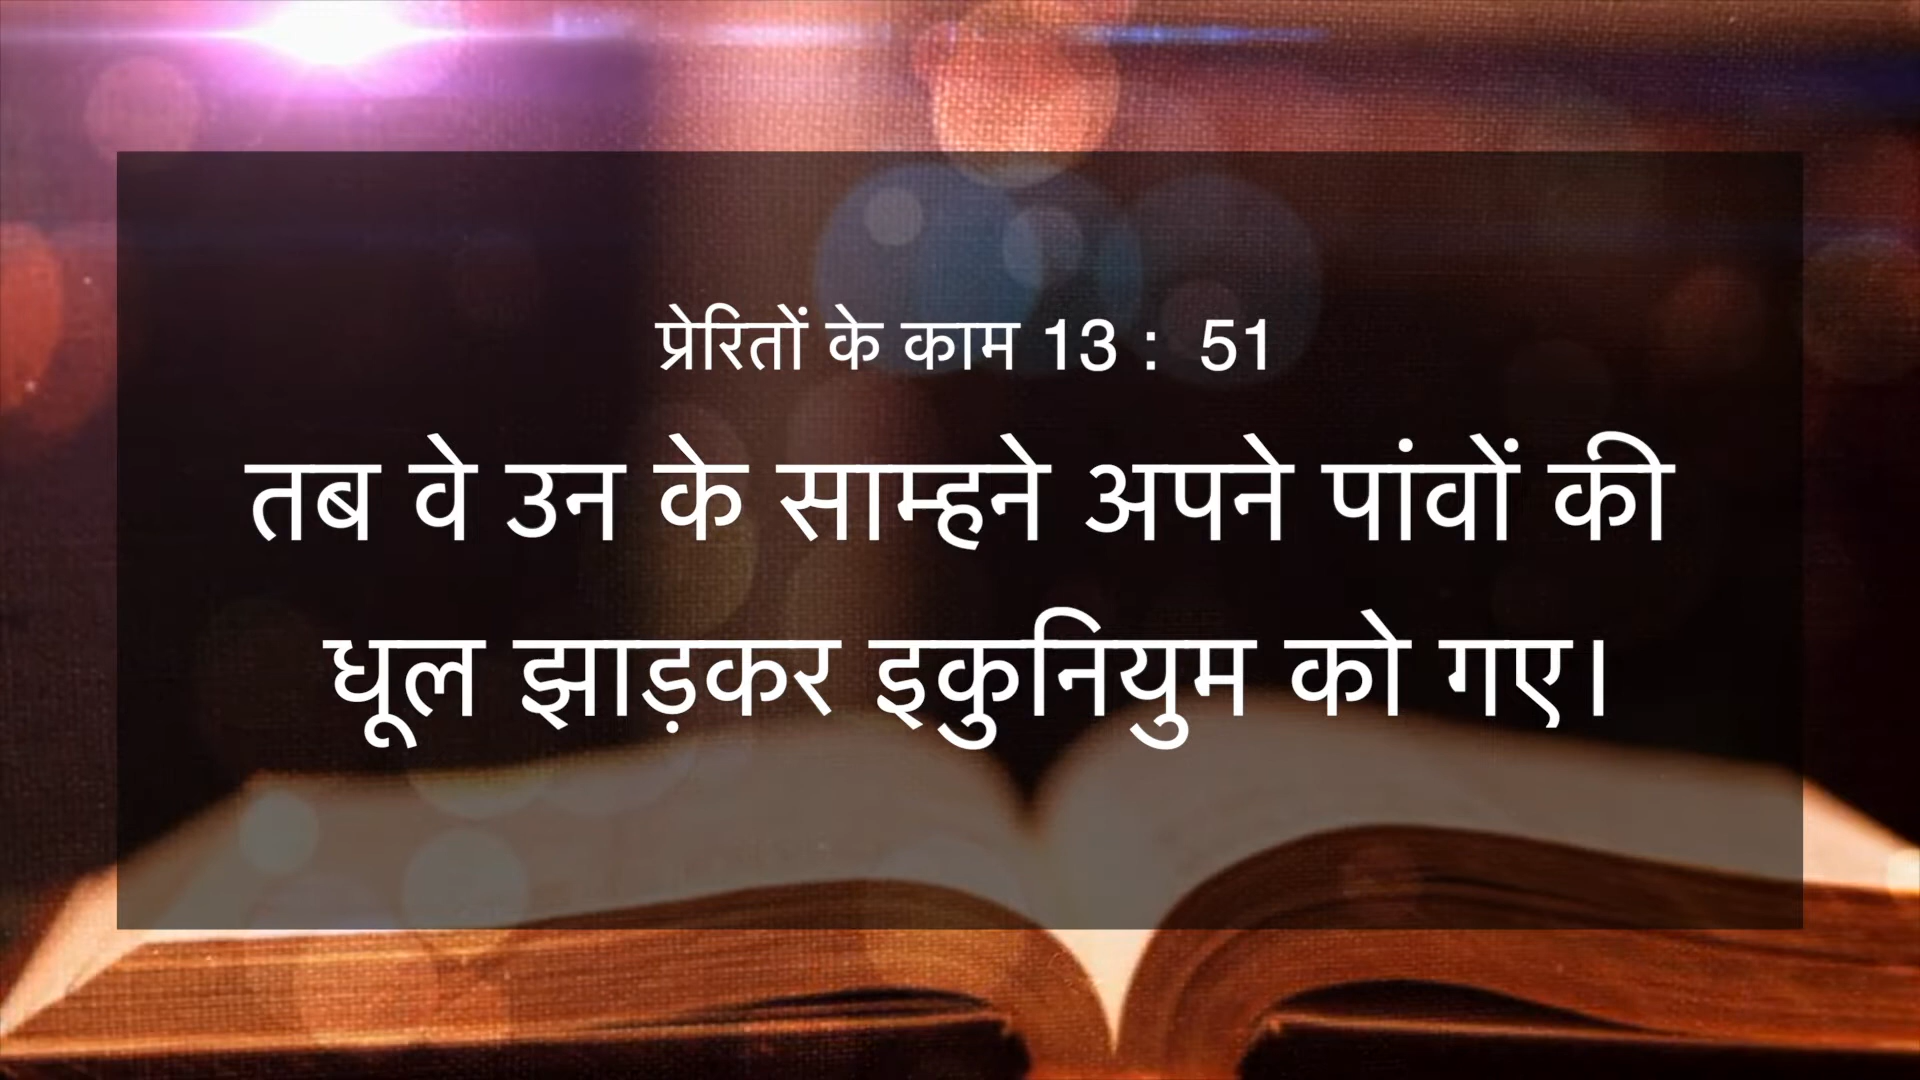 प्रेरितों के काम 13 :  51
तब वे उन के साम्हने अपने पांवों की
धूल झाड़कर इकुनियुम को गए।